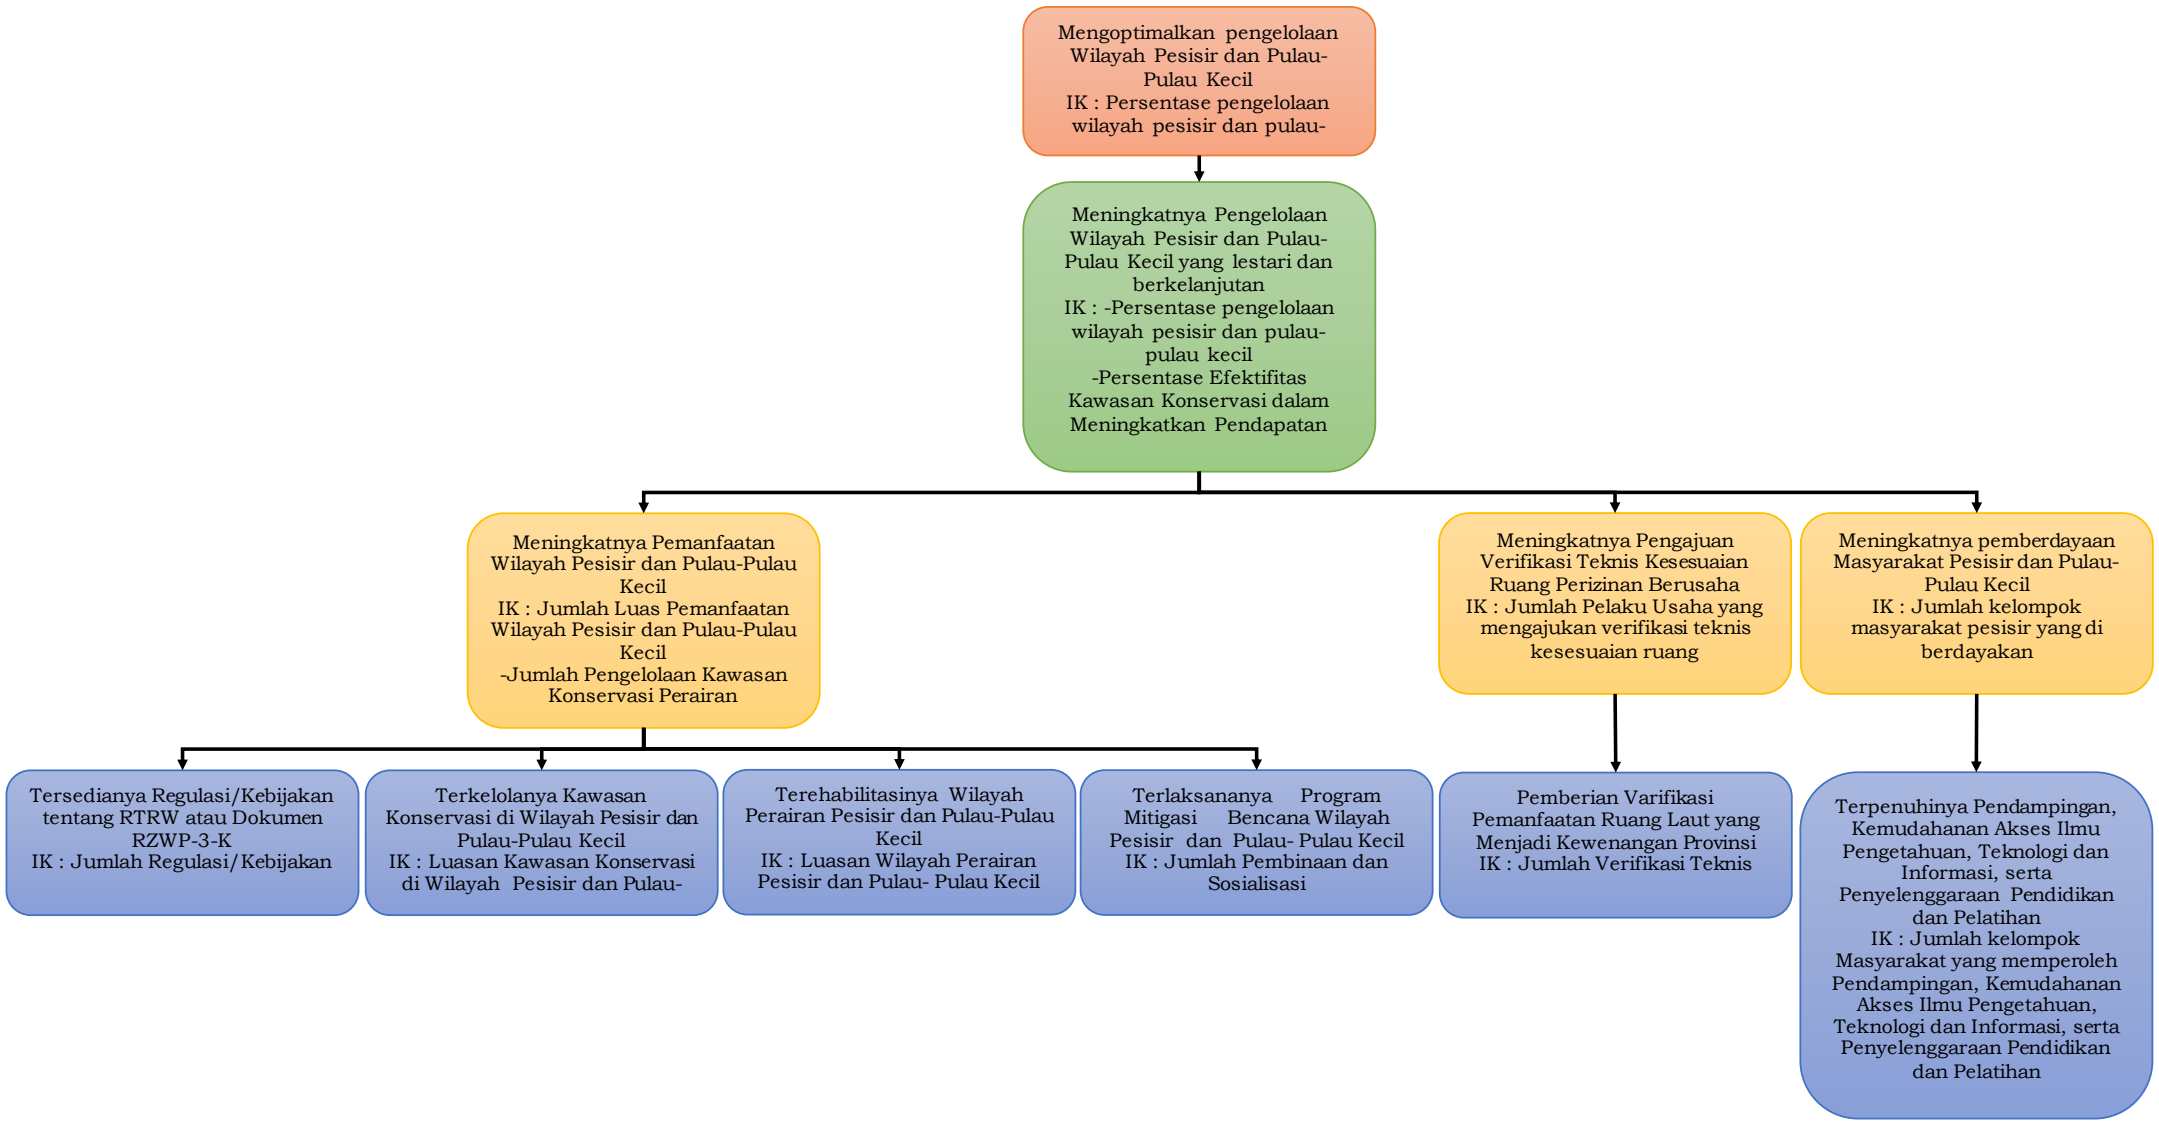 Mengoptimalkan pengelolaan
Wilayah Pesisir dan Pulau-
Pulau Kecil
IK : Persentase pengelolaan
wilayah pesisir dan pulau-
Meningkatnya Pengelolaan
Wilayah Pesisir dan Pulau-
Pulau Kecil yang lestari dan
berkelanjutan
IK : -Persentase pengelolaan
wilayah pesisir dan pulau-
pulau kecil
-Persentase Efektifitas
Kawasan Konservasi dalam
Meningkatkan Pendapatan
Meningkatnya Pemanfaatan
Wilayah Pesisir dan Pulau-Pulau
Kecil
IK : Jumlah Luas Pemanfaatan
Wilayah Pesisir dan Pulau-Pulau
Kecil
-Jumlah Pengelolaan Kawasan
Konservasi Perairan
Meningkatnya Pengajuan
Verifikasi Teknis Kesesuaian
Ruang Perizinan Berusaha
IK : Jumlah Pelaku Usaha yang
mengajukan verifikasi teknis
kesesuaian ruang
Meningkatnya pemberdayaan
Masyarakat Pesisir dan Pulau-
Pulau Kecil
IK : Jumlah kelompok
masyarakat pesisir yang di
berdayakan
Tersedianya Regulasi/Kebijakan
tentang RTRW atau Dokumen
RZWP-3-K
IK : Jumlah Regulasi/Kebijakan
Terkelolanya Kawasan
Konservasi di Wilayah Pesisir dan
Pulau-Pulau Kecil
IK : Luasan Kawasan Konservasi
di Wilayah Pesisir dan Pulau-
Terehabilitasinya Wilayah
Perairan Pesisir dan Pulau-Pulau
Kecil
IK : Luasan Wilayah Perairan
Pesisir dan Pulau- Pulau Kecil
Terlaksananya Program
Mitigasi Bencana Wilayah
Pesisir dan Pulau- Pulau Kecil
IK : Jumlah Pembinaan dan
Sosialisasi
Pemberian Varifikasi
Pemanfaatan Ruang Laut yang
Menjadi Kewenangan Provinsi
IK : Jumlah Verifikasi Teknis
Terpenuhinya Pendampingan,
Kemudahanan Akses Ilmu
Pengetahuan, Teknologi dan
Informasi, serta
Penyelenggaraan Pendidikan
dan Pelatihan
IK : Jumlah kelompok
Masyarakat yang memperoleh
Pendampingan, Kemudahanan
Akses Ilmu Pengetahuan,
Teknologi dan Informasi, serta
Penyelenggaraan Pendidikan
dan Pelatihan